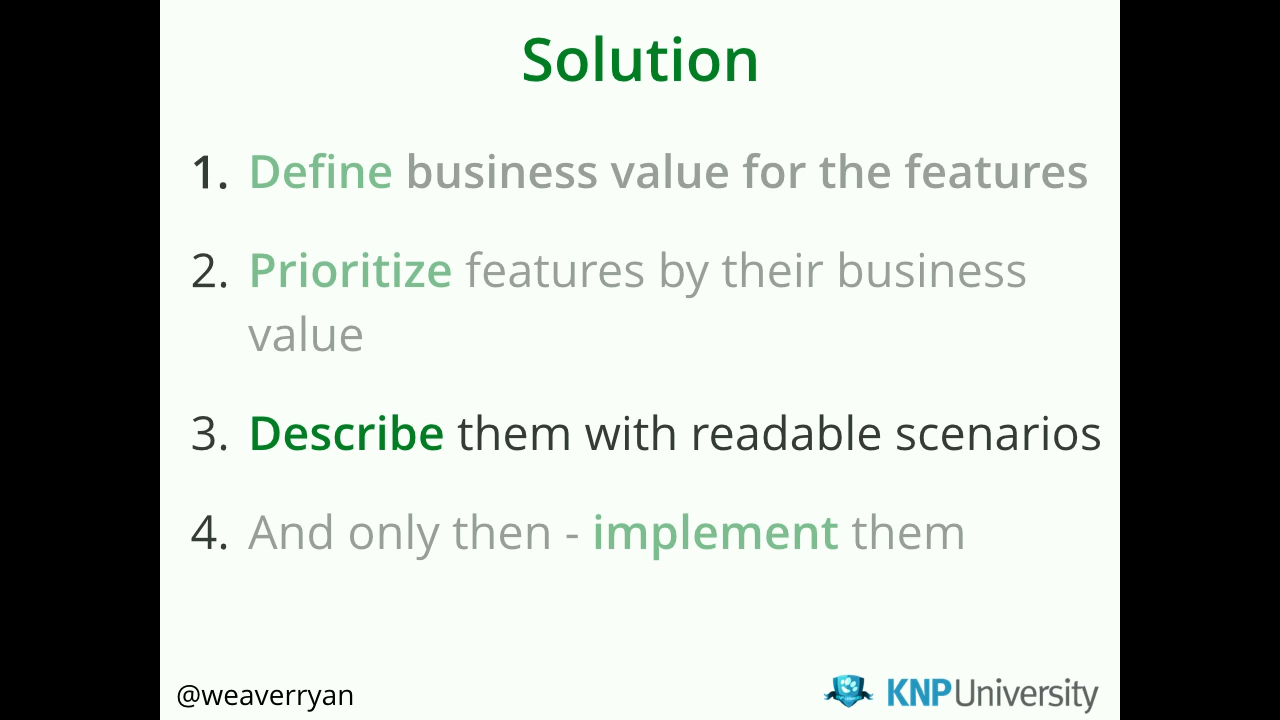 Solution
1. Define business value for the features
2. Prioritize features by their business
value
3. Describe them with readable scenarios
4. And only then - implement them
@weaverryan
KNPUniversity